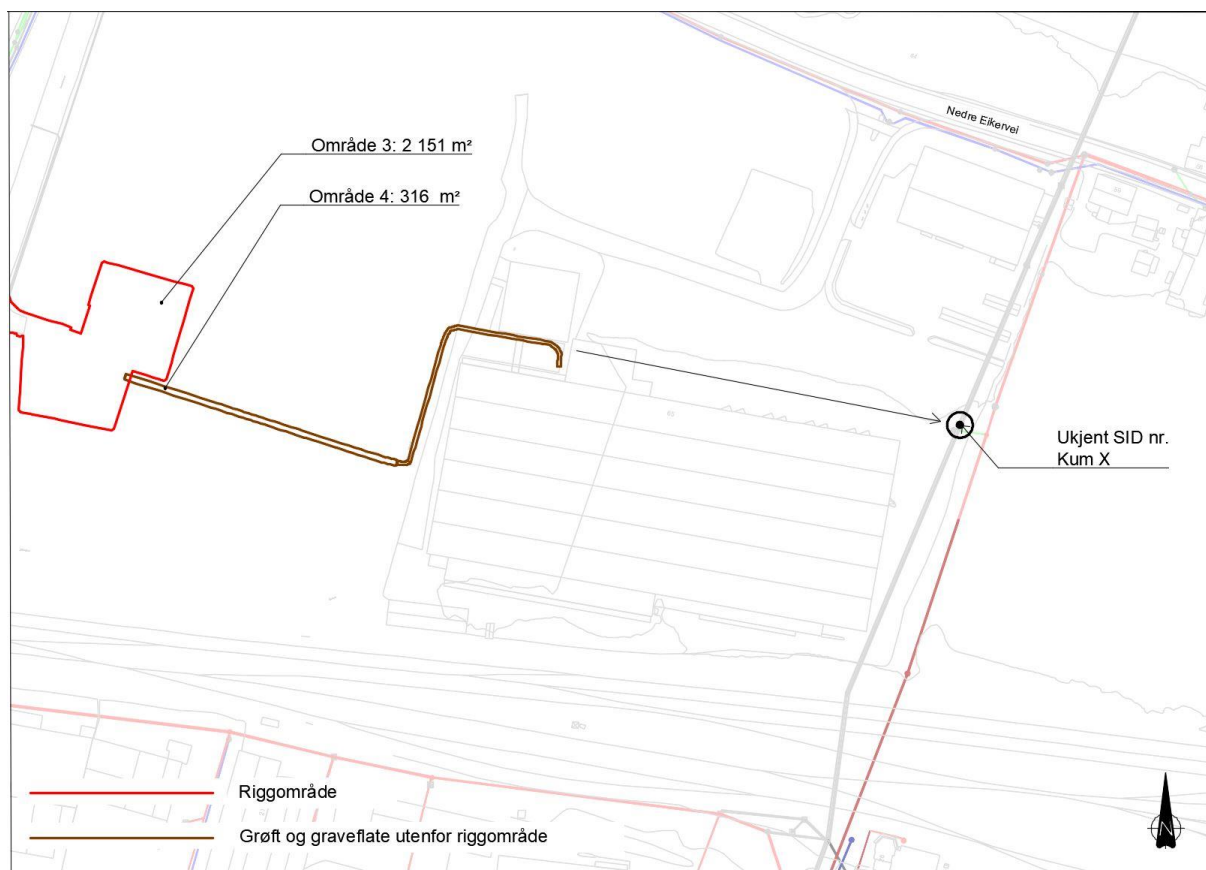 Område 3: 2 151 m²
Område 4: 316 m²
Nedre Eikervei
Ukjent SID nr.
Kum X
Riggområde
Grøft og graveflate utenfor riggområde
N